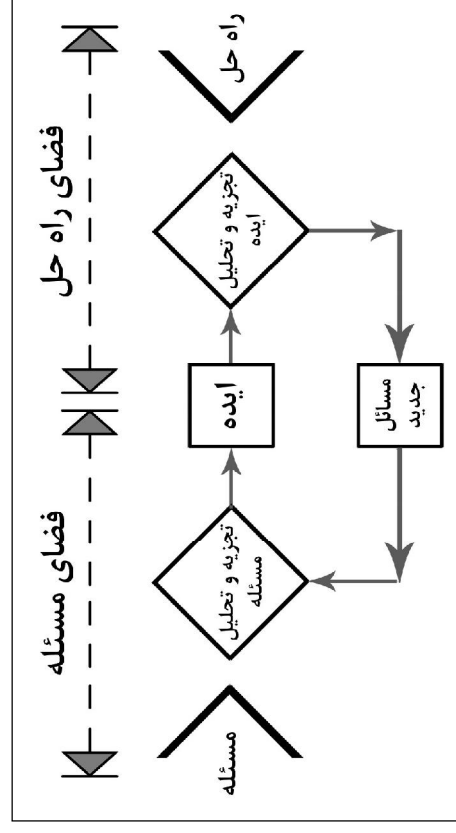 فضای مسئله
فضای راه حل
مسئله
تجزیه و تحلیل
مسئله
ایده
تجزیه و تحلیل
ایده
راه حل
مسائل
جدید